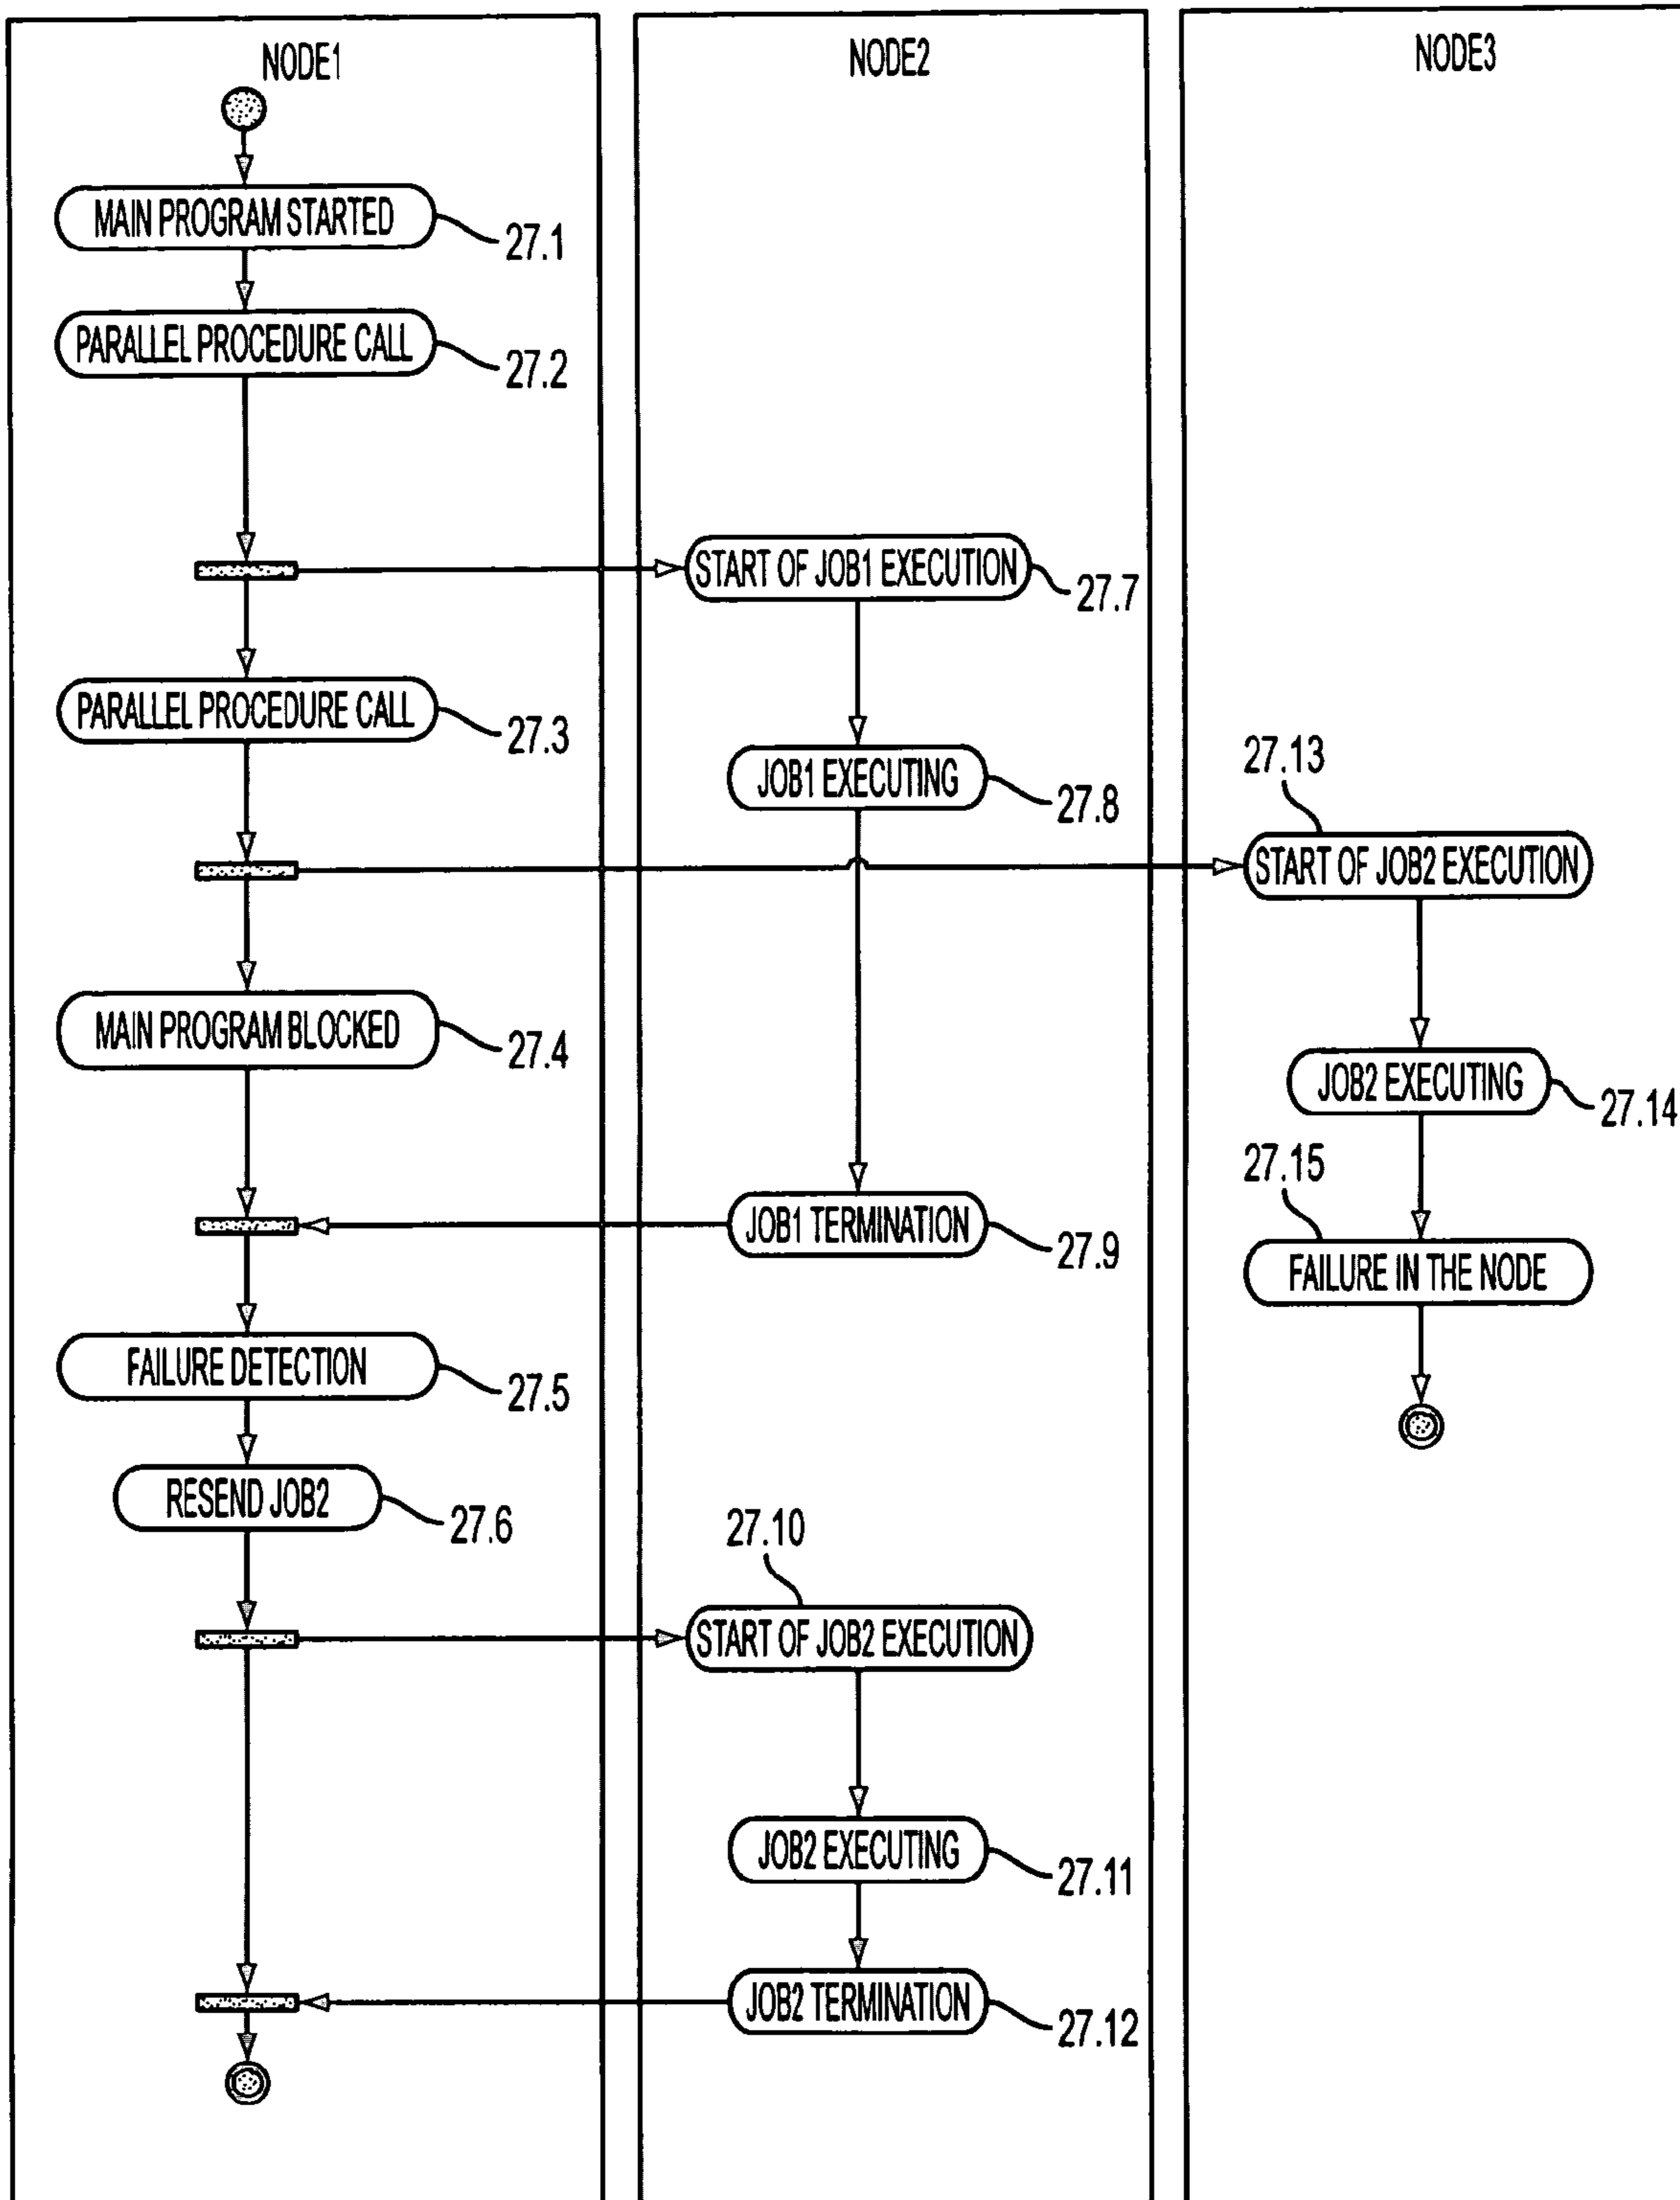 NODE1
MAIN PROGRAM STARTED
27.1
PARALLEL PROCEDURE CALL
27.2
PARALLEL PROCEDURE CALL
27.3
MAIN PROGRAM BLOCKED
27.4
FAILURE DETECTION
27.5
RESEND JOB2
27.6
NODE2
START OF JOB1 EXECUTION
27.7
JOB1 EXECUTING
27.8
JOB1 TERMINATION
27.9
27.10
START OF JOB2 EXECUTION
JOB2 EXECUTING
27.11
JOB2 TERMINATION
27.12
NODE3
27.13
START OF JOB2 EXECUTION
JOB2 EXECUTING
27.14
27.15
FAILURE IN THE NODE